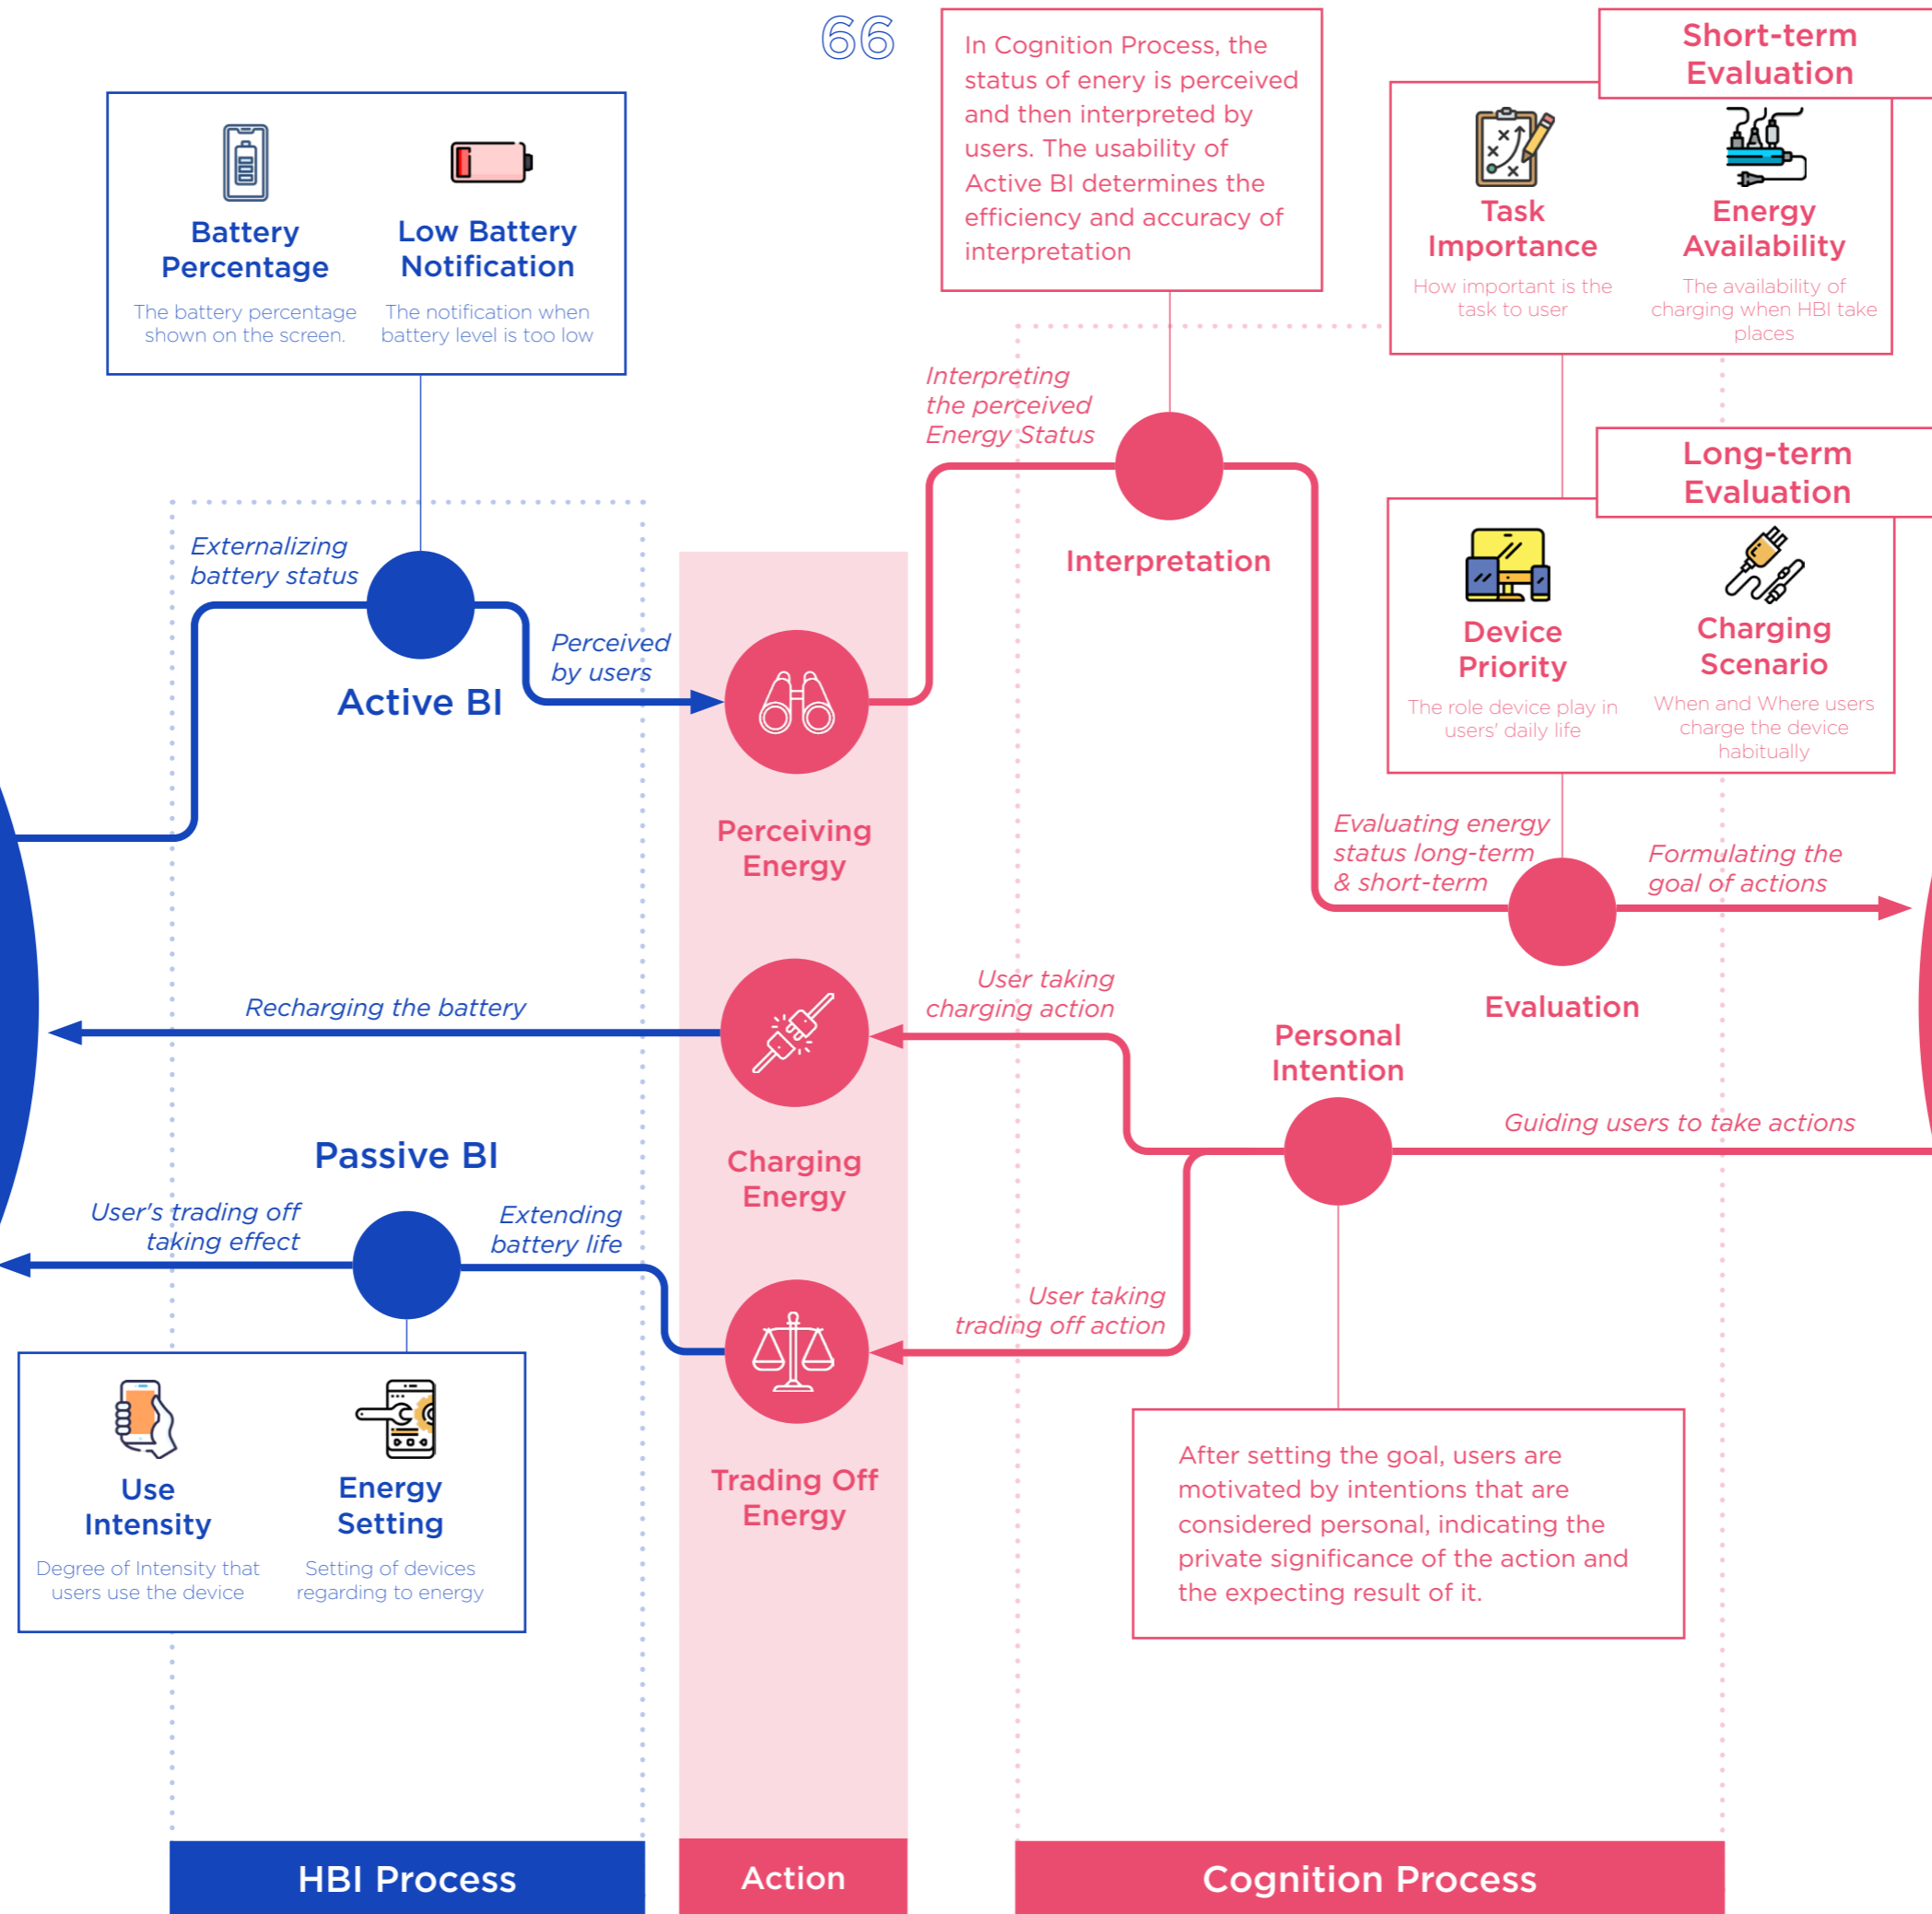 66
In Cognition Process, the
status of enery is perceived
and then interpreted by
users. The usability of
Active BI determines the
efficiency and accuracy of
interpretation
Short-term
Evaluation
Battery
Percentage
The battery percentage
shown on the screen.
Low Battery
Notification
The notification when
battery level is too low
Task
Importance
How important is the
task to user
Energy
Availability
The availability of
charging when HBI take
places
Interpreting
the perceived
Energy Status
Interpretation
Long-term
Evaluation
Device
Priority
The role device play in
users' daily life
Charging
Scenario
When and Where users
charge the device
habitually
Externalizing
battery status
Active BI
Perceived
by users
Perceiving
Energy
Evaluating energy
status long-term
& short-term
Formulating the
goal of actions
Evaluation
Recharging the battery
User taking
charging action
Personal
Intention
Guiding users to take actions
Charging
Energy
Passive BI
User's trading off
taking effect
Extending
battery life
User taking
trading off action
Trading Off
Energy
Use
Intensity
Degree of Intensity that
users use the device
Energy
Setting
Setting of devices
regarding to energy
After setting the goal, users are
motivated by intentions that are
considered personal, indicating the
private significance of the action and
the expecting result of it.
HBI Process
Action
Cognition Process